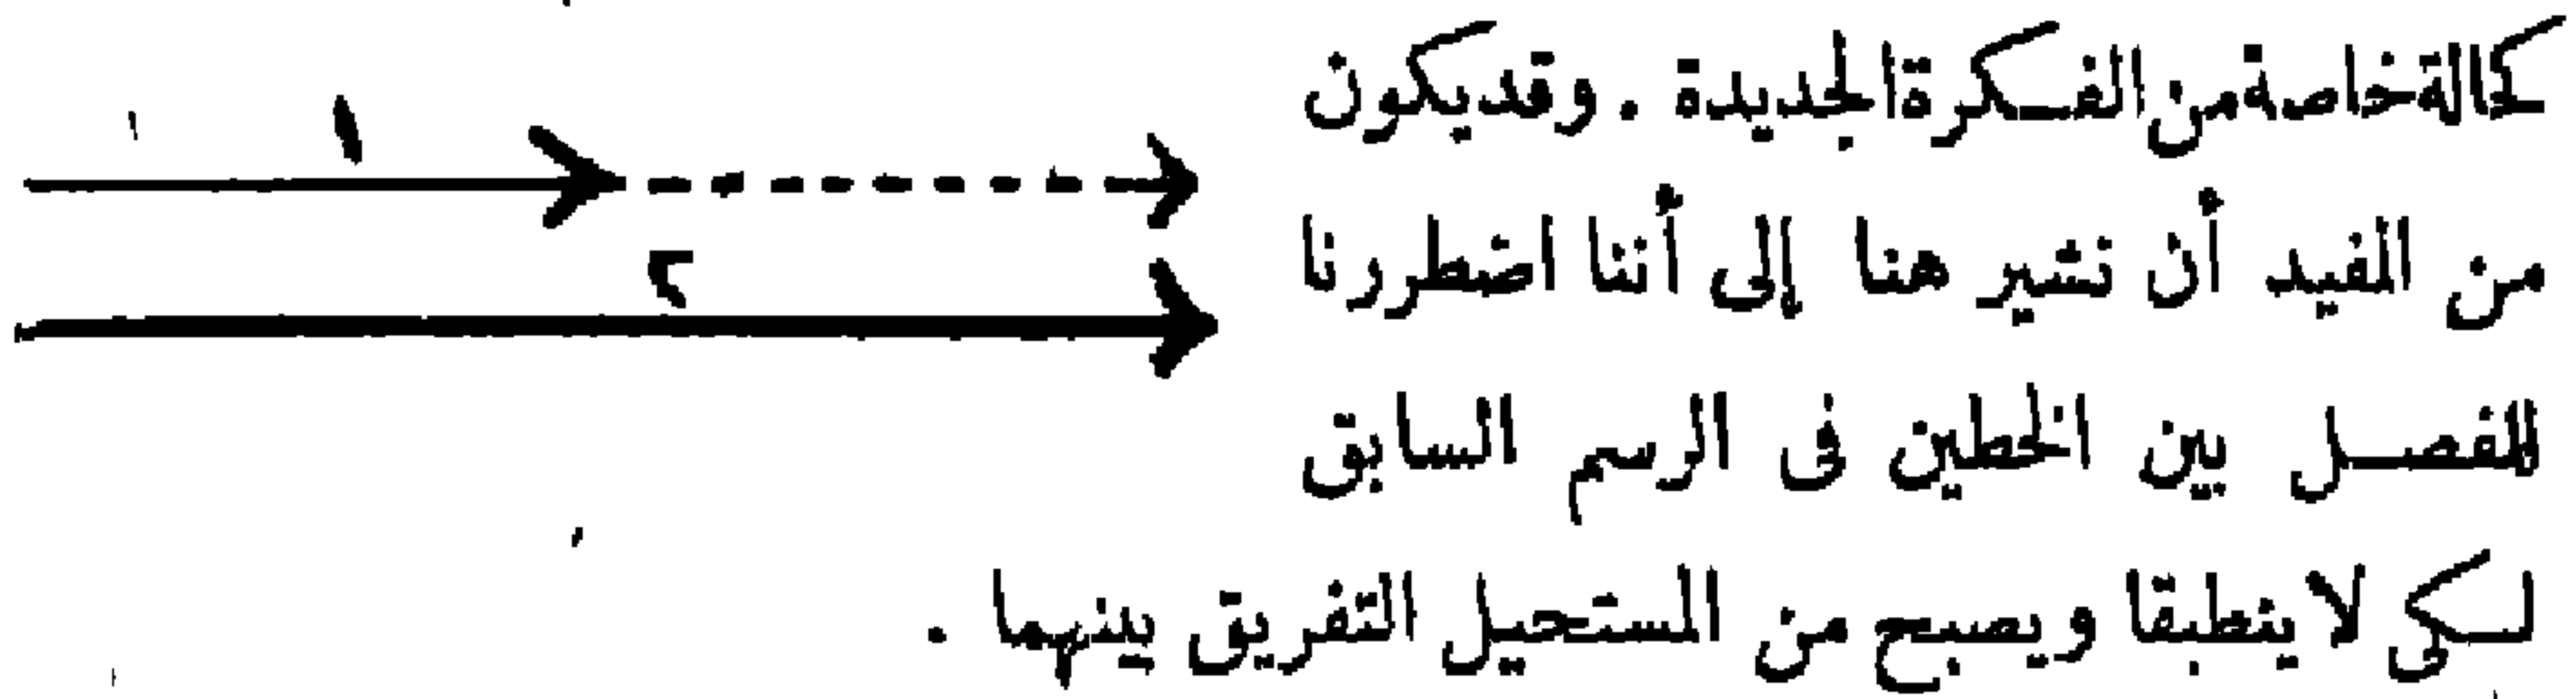 كحالة خاصة من الفكرة الجديدة . وقد يكون
١
من المفيد أن نشير هنا إلى أننا اضطررنا
٢
للفصل بين الخطين فى الرسم السابق
لكى لا ينطبقا ويصبح من المستحيل التفريق بينهما .